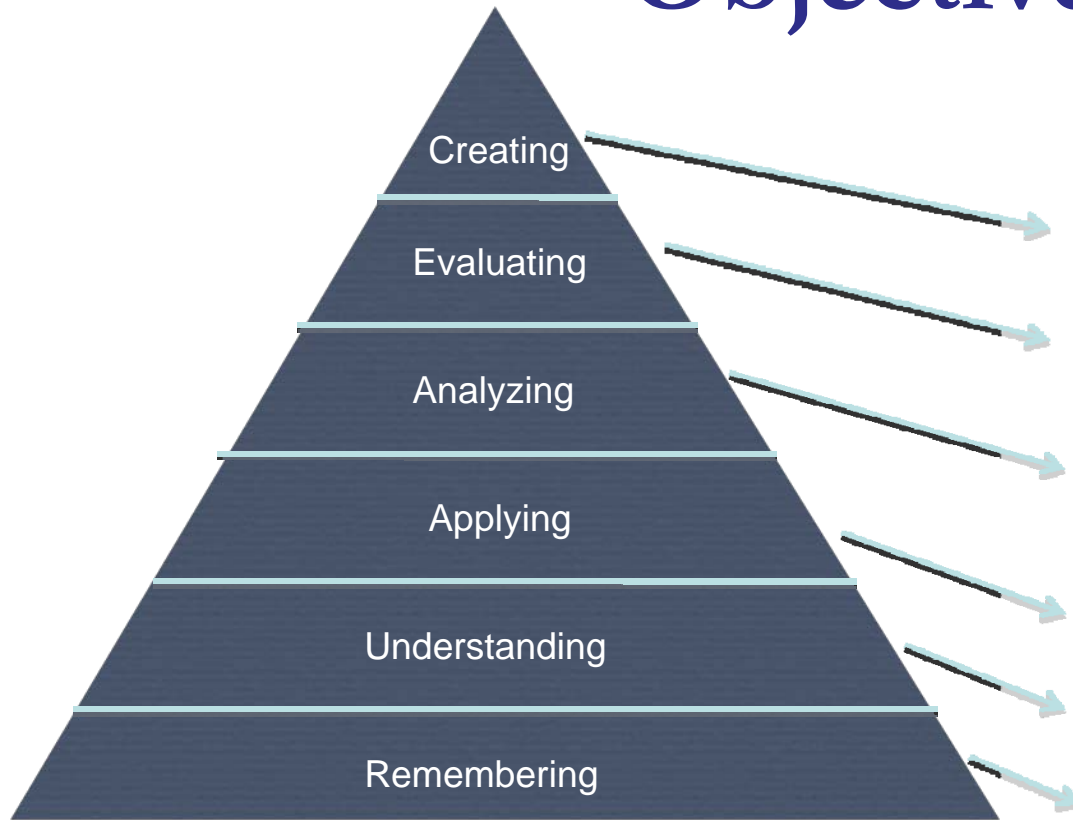 Creating
Evaluating
Analyzing
Applying
Understanding
Remembering